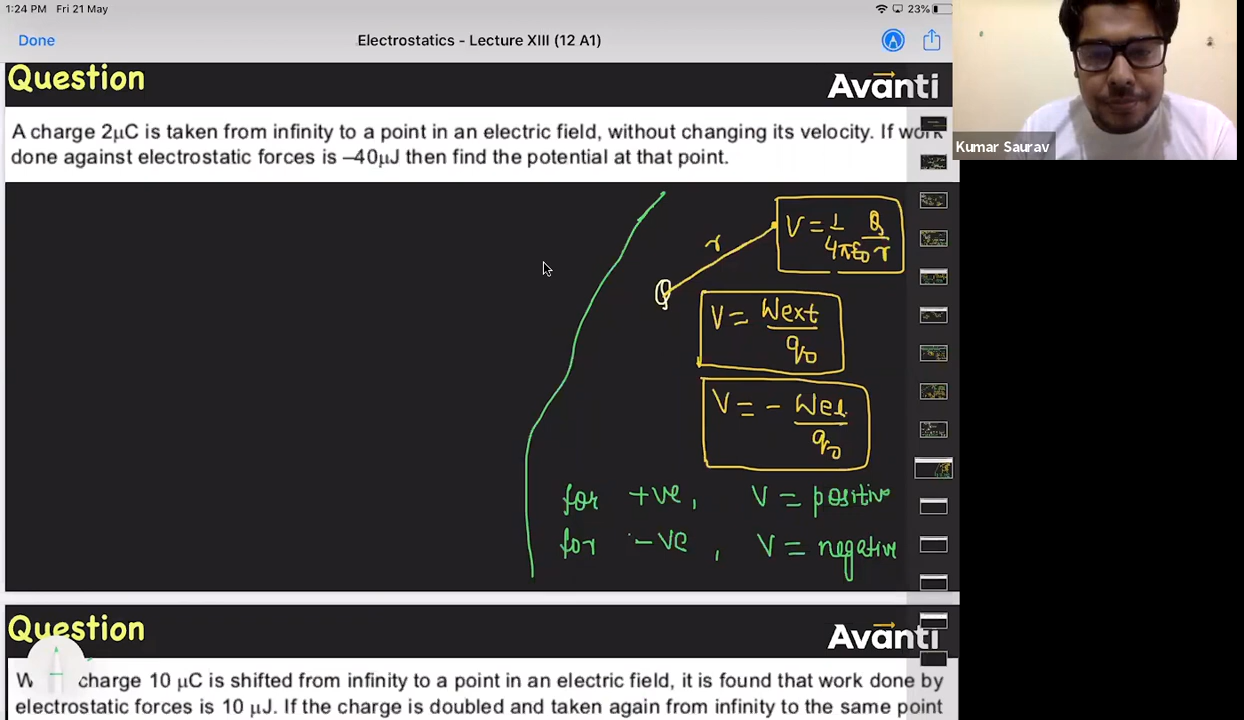 1:24 PM Fri 21 May
23%
Done
Electrostatics - Lecture XIII (12 A1)
Question
Avanti
A charge 2μC is taken from infinity to a point in an electric field, without changing its velocity. If work
done against electrostatic forces is –40μJ then find the potential at that point.
Kumar Saurav
r
Q
V = 1/4πε₀ Q/r
V = Wext/q₀
V = - Wel/q₀
for +ve, V = positive
for -ve, V = negative
Question
Avanti
charge 10 μC is shifted from infinity to a point in an electric field, it is found that work done by
electrostatic forces is 10 μJ. If the charge is doubled and taken again from infinity to the same point